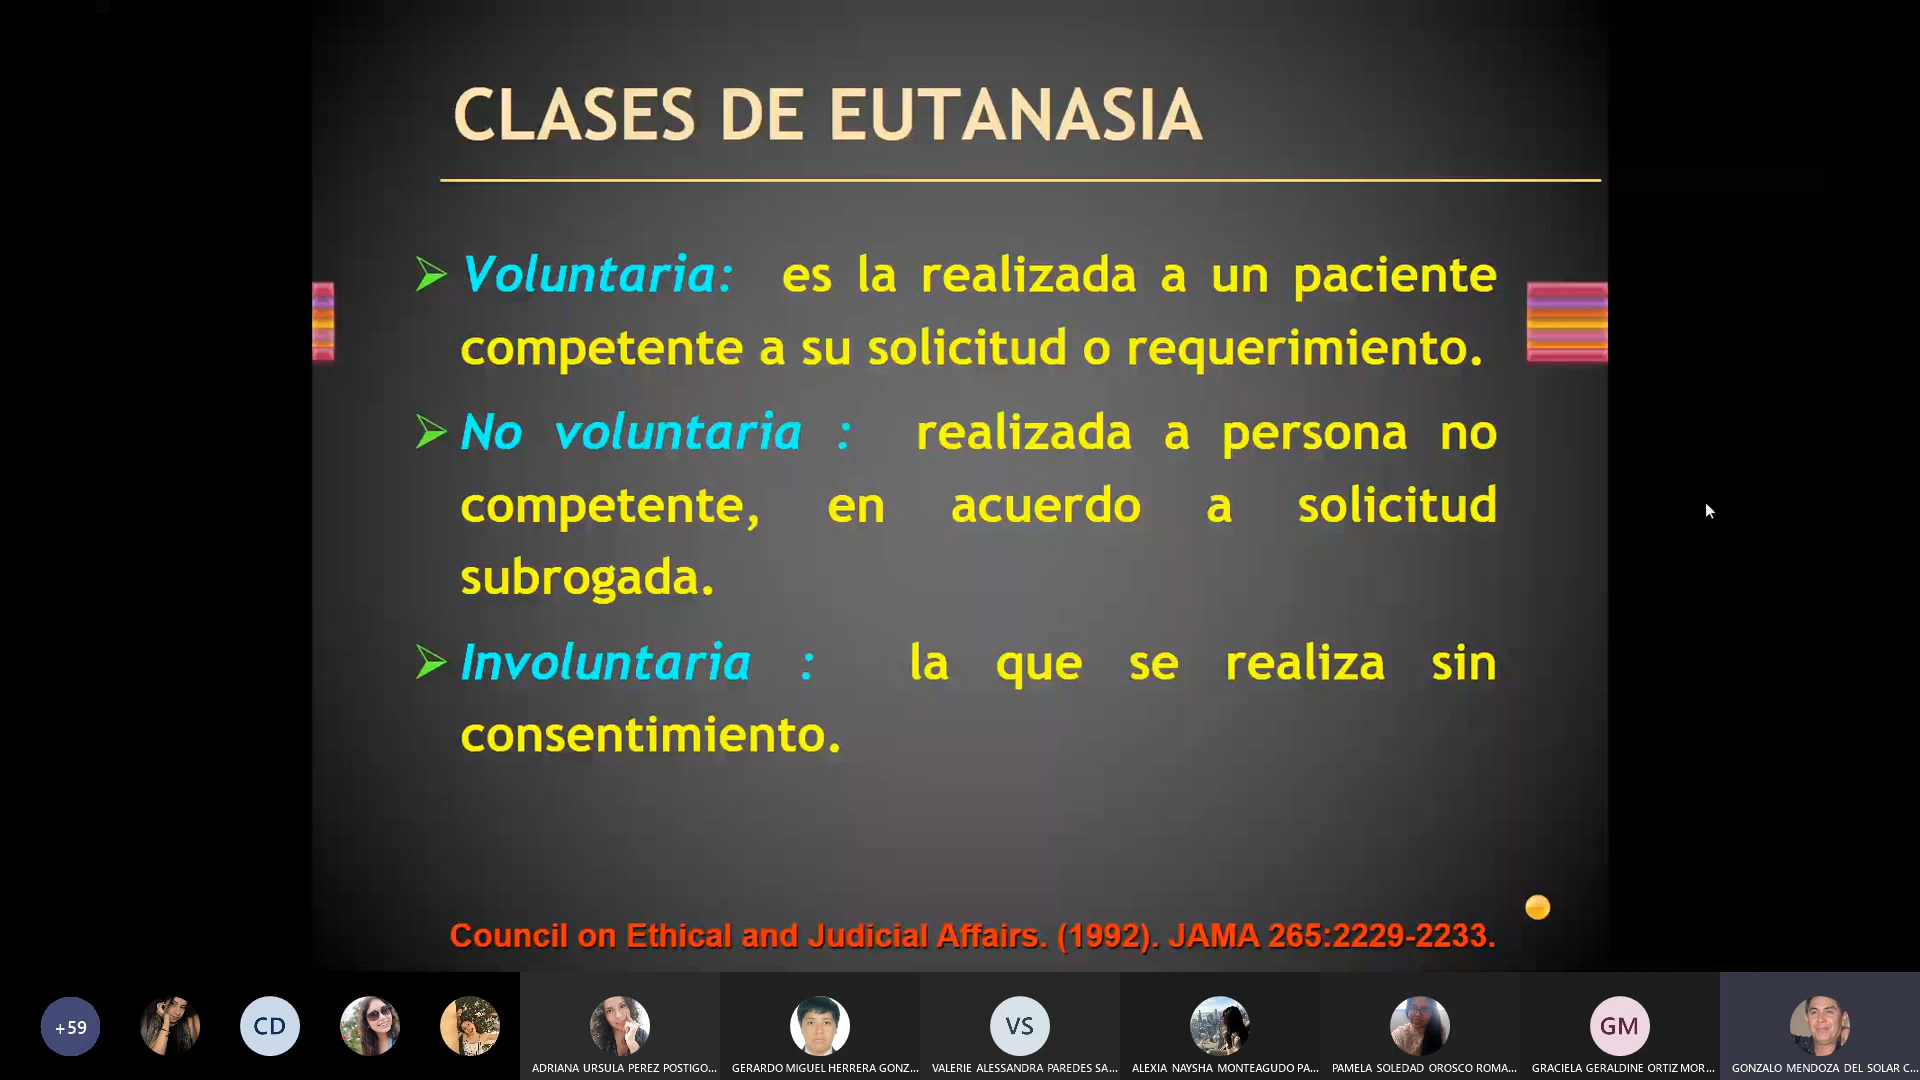 CLASES DE EUTANASIA
Voluntaria: es la realizada a un paciente
competente a su solicitud o requerimiento.
No voluntaria : realizada a persona no
competente, en acuerdo a solicitud
subrogada.
Involuntaria : la que se realiza sin
consentimiento.
Council on Ethical and Judicial Affairs. (1992). JAMA 265:2229-2233.
+59
CD
VS
GM
ADRIANA URSULA PEREZ POSTIGO...
GERARDO MIGUEL HERRERA GONZ...
VALERIE ALESSANDRA PAREDES SA...
ALEXIA NAYSHA MONTEAGUDO PA...
PAMELA SOLEDAD OROSCO ROMA...
GRACIELA GERALDINE ORTIZ MOR...
GONZALO MENDOZA DEL SOLAR C...